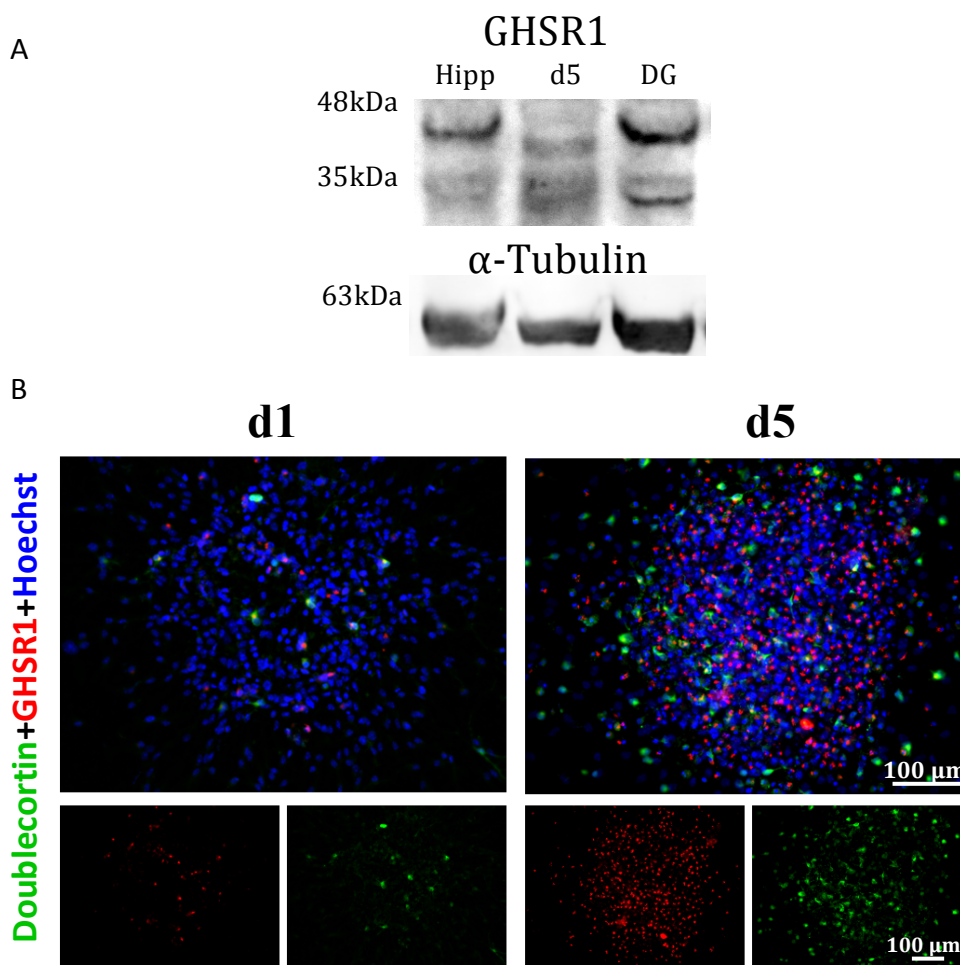 A
GHSR1
Hipp d5 DG
48kDa
35kDa
α-Tubulin
63kDa
B
d1 d5
Doublecortin+GHSR1+Hoechst
100 μm
100 μm